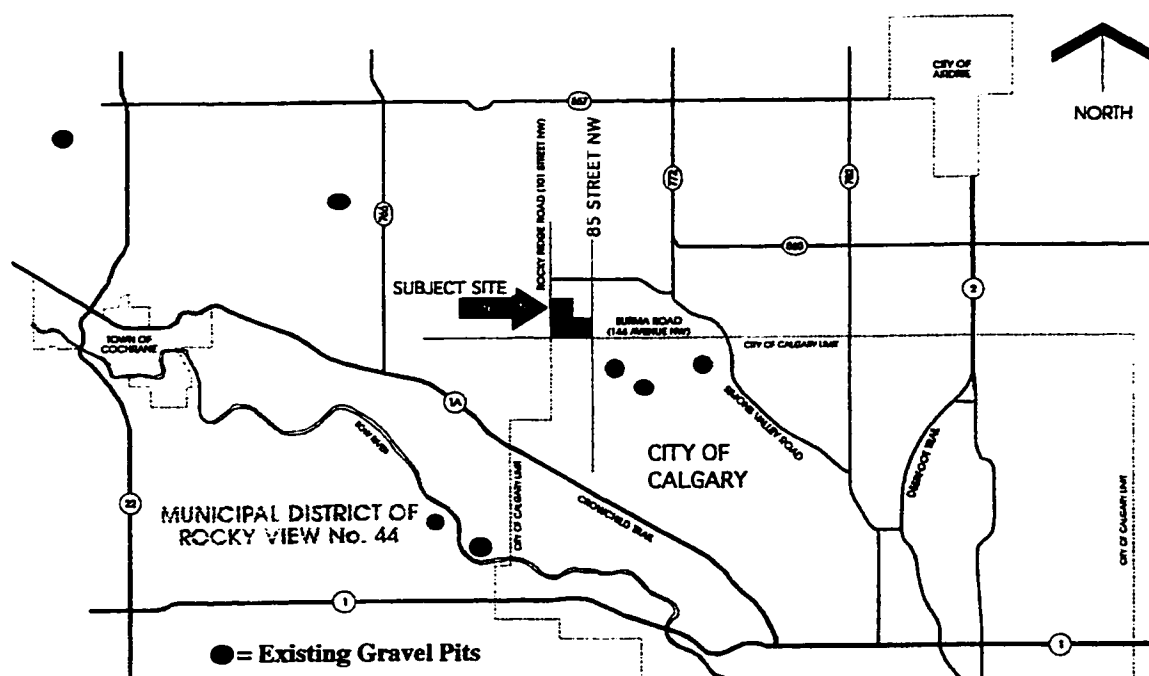 CITY OF
AIRDRIE
NORTH
567
ROCKY RIDGE ROAD (101 STREET NW)
85 STREET NW
772
782
766
SUBJECT SITE
2
BURMA ROAD
(144 AVENUE NW)
CITY OF CALGARY LIMIT
TOWN OF
COCHRANE
1A
BOW RIVER
SIMONS VALLEY ROAD
CITY OF
CALGARY
DEERFOOT TRAIL
CITY OF CALGARY LIMIT
CITY OF CALGARY LIMIT
CROWCHILD TRAIL
22
MUNICIPAL DISTRICT OF
ROCKY VIEW No. 44
1
1
= Existing Gravel Pits